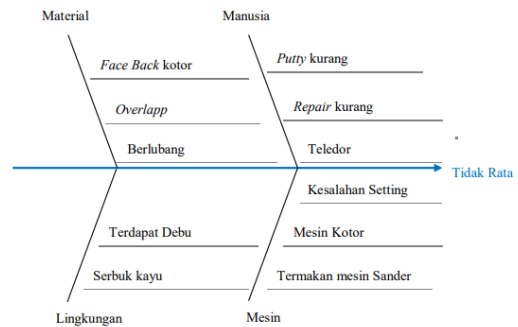 Material
Manusia
Face Back kotor
Putty kurang
Overlapp
Repair kurang
Berlubang
Teledor
Tidak Rata
Kesalahan Setting
Terdapat Debu
Mesin Kotor
Serbuk kayu
Termakan mesin Sander
Lingkungan
Mesin